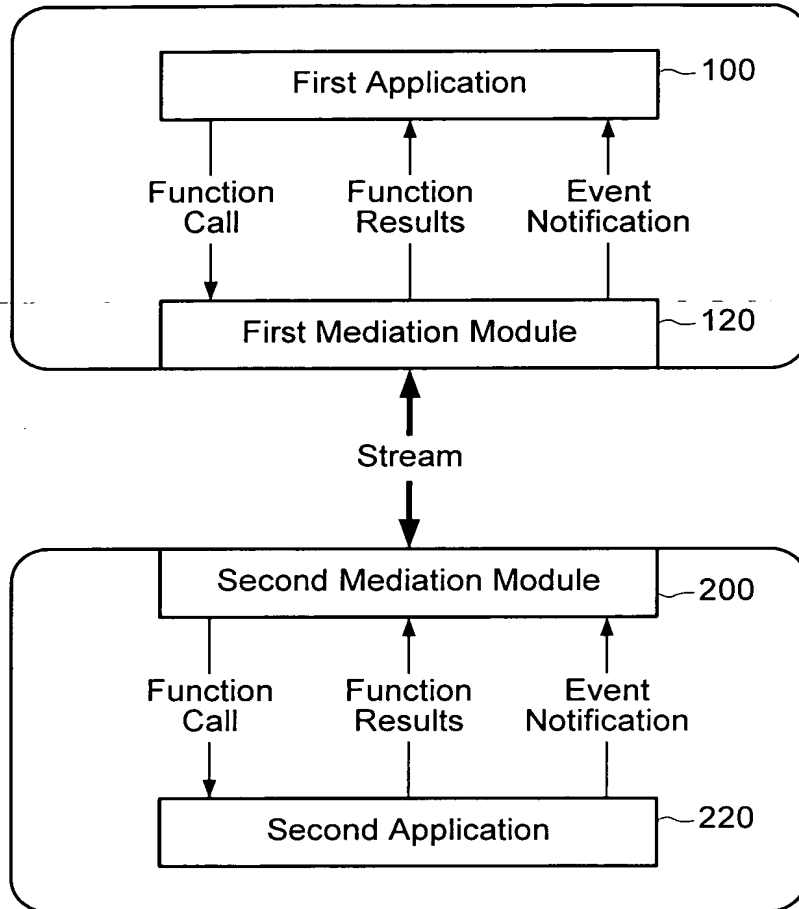 First Application
100
Function Call
Function Results
Event Notification
First Mediation Module
120
Stream
Second Mediation Module
200
Function Call
Function Results
Event Notification
Second Application
220